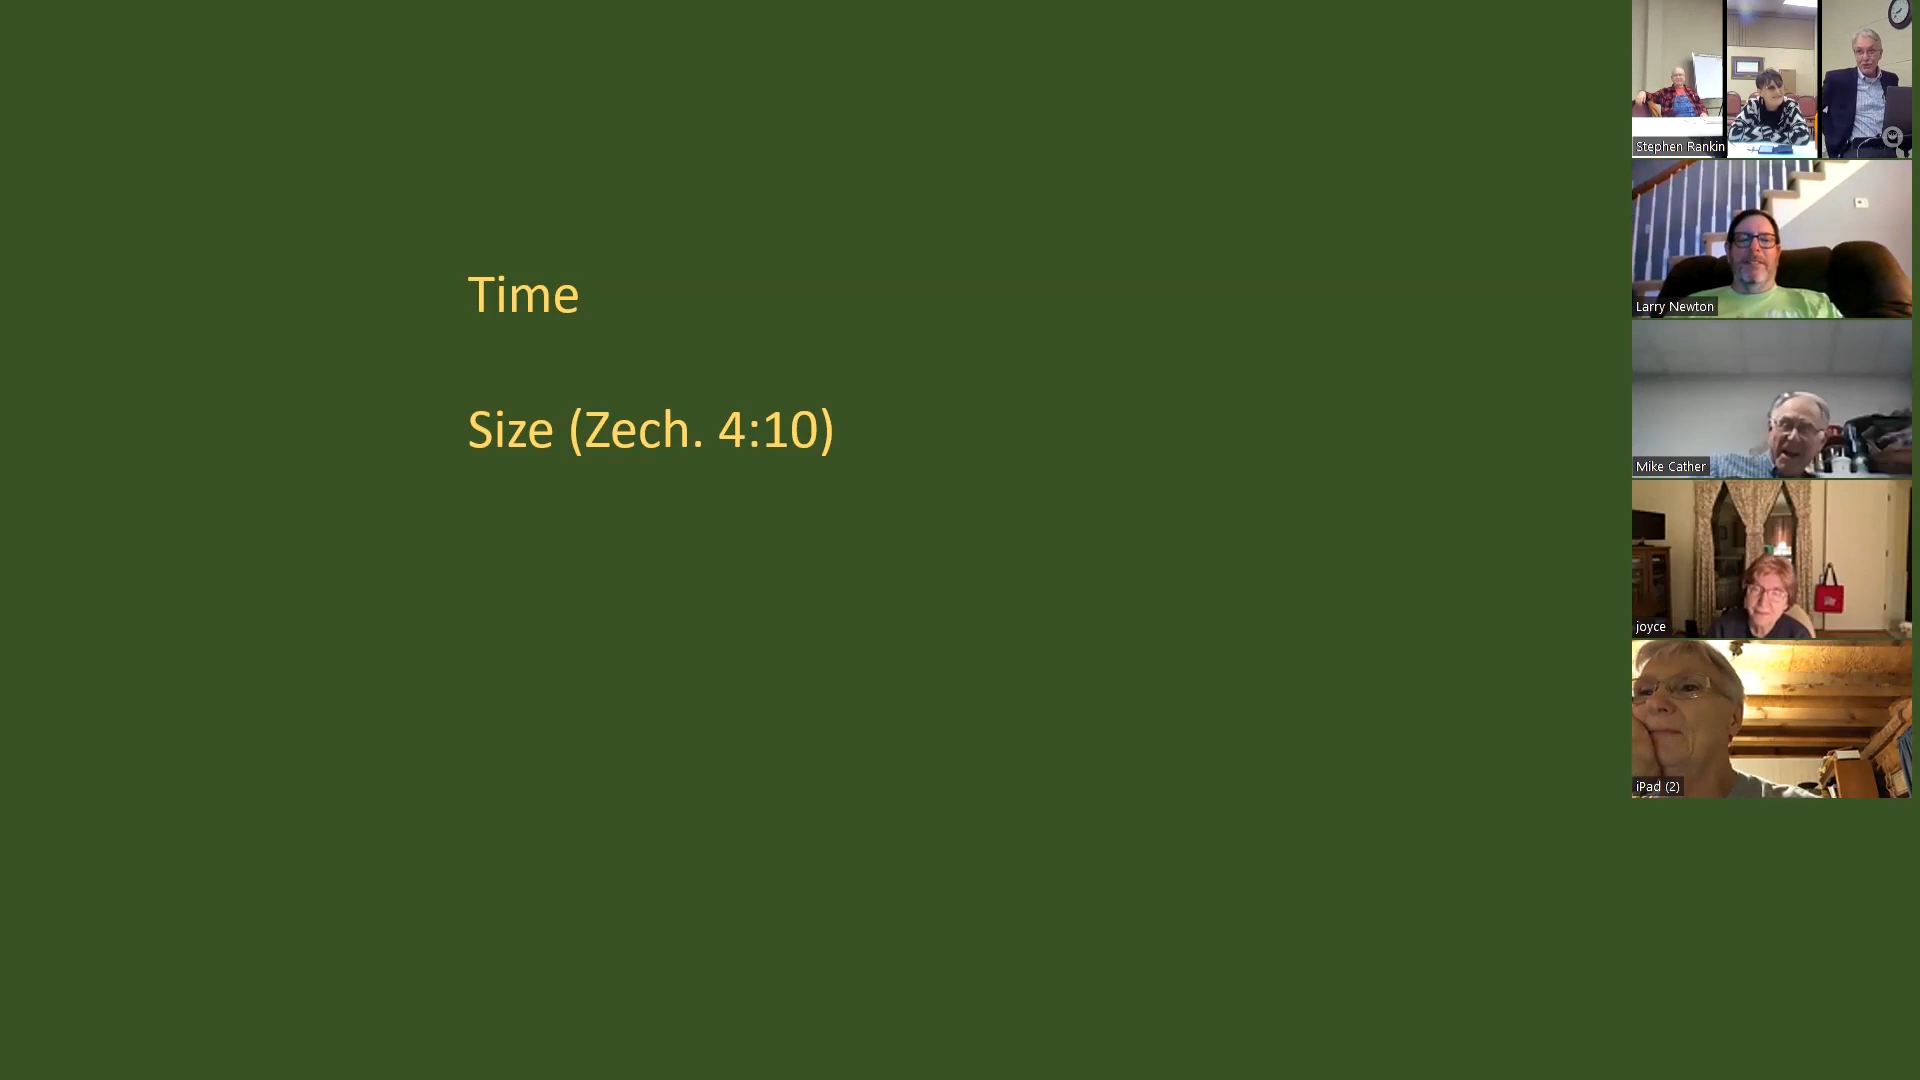 Time
Size (Zech. 4:10)
Stephen Rankin
Larry Newton
Mike Cather
joyce
iPad (2)